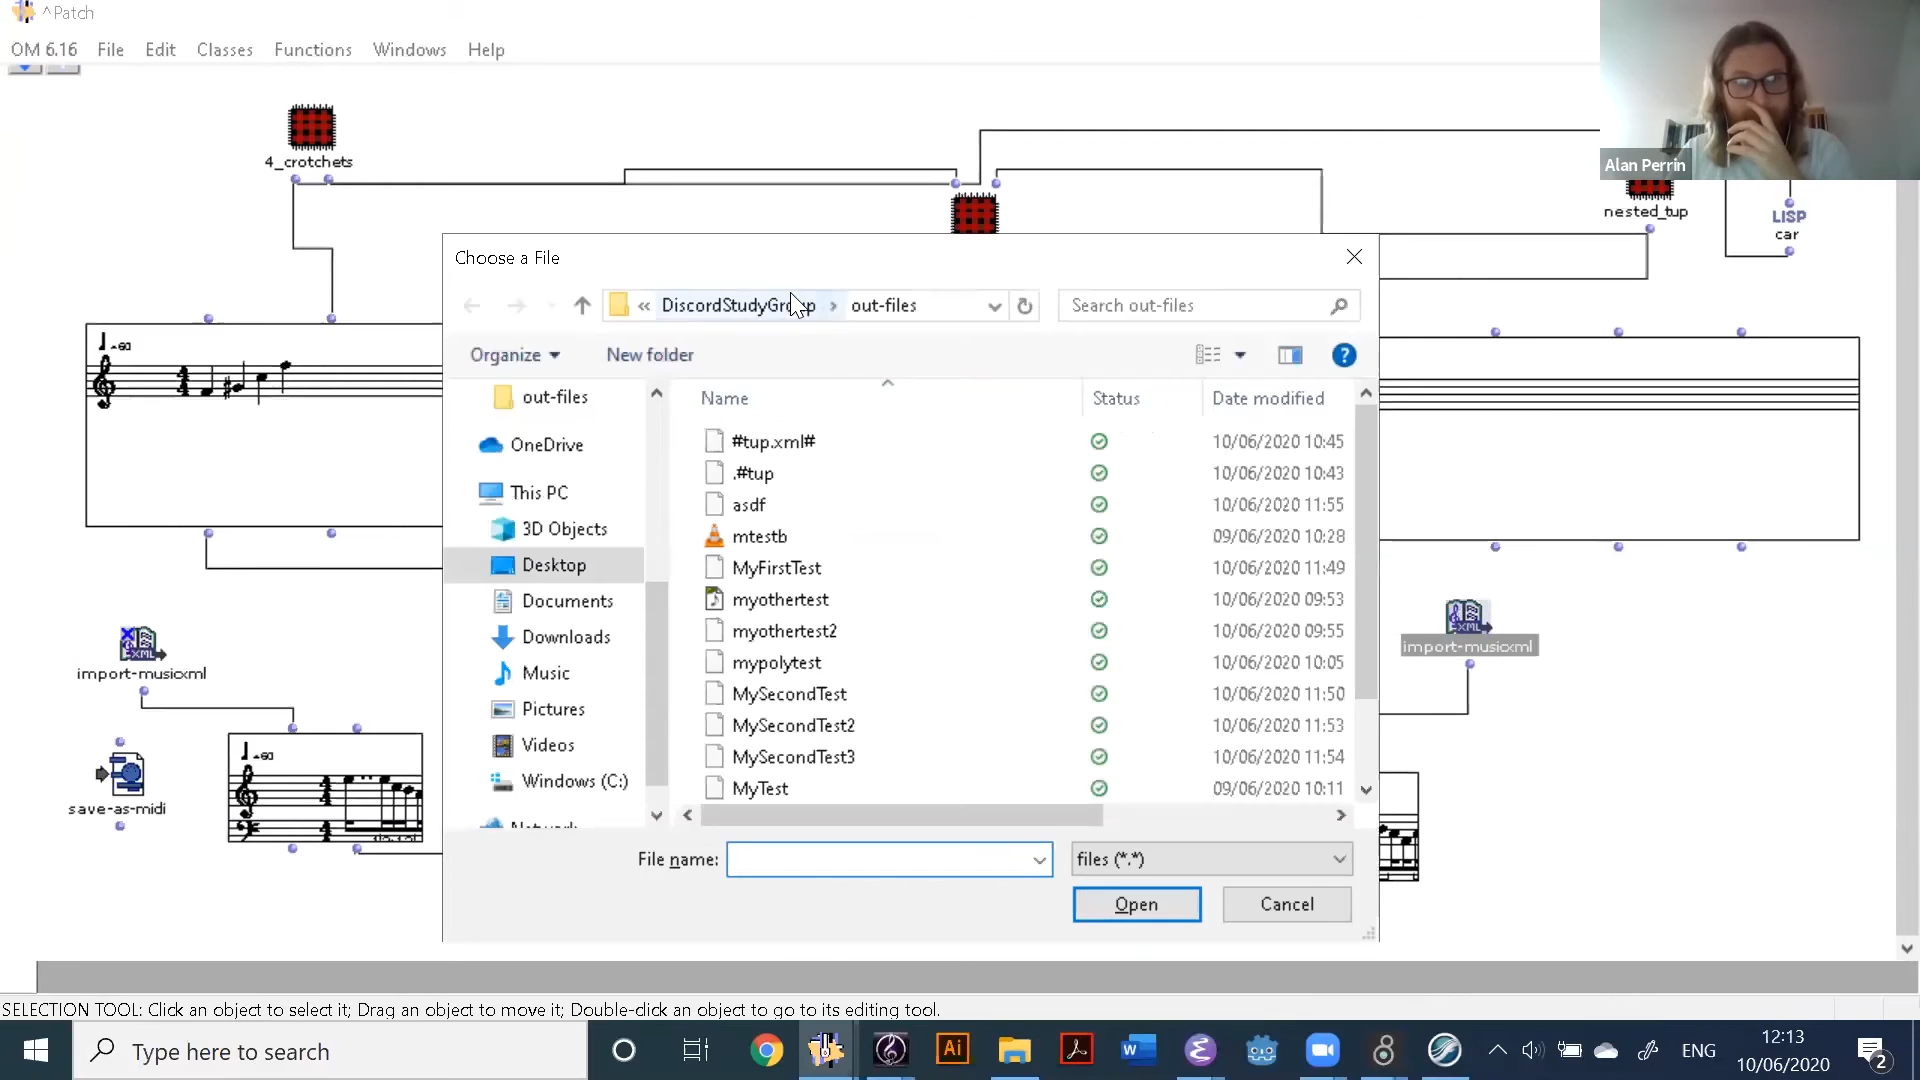 ^Patch
OM 6.16 File Edit Classes Functions Windows Help
Alan Perrin
4_crotchets
nested_tup
LISP
car
=60
import-musicxml
save-as-midi
=60
import-musicxml
Choose a File
« DiscordStudyGroup › out-files
Search out-files
Organize New folder
out-files
OneDrive
This PC
3D Objects
Desktop
Documents
Downloads
Music
Pictures
Videos
Windows (C:)
Network
Name Status Date modified
#tup.xml# 10/06/2020 10:45
.#tup 10/06/2020 10:43
asdf 10/06/2020 11:55
mtestb 09/06/2020 10:28
MyFirstTest 10/06/2020 11:49
myothertest 10/06/2020 09:53
myothertest2 10/06/2020 09:55
mypolytest 10/06/2020 10:05
MySecondTest 10/06/2020 11:50
MySecondTest2 10/06/2020 11:53
MySecondTest3 10/06/2020 11:54
MyTest 09/06/2020 10:11
File name: files (*.*)
Open Cancel
SELECTION TOOL: Click an object to select it; Drag an object to move it; Double-click an object to go to its editing tool.
Type here to search
ENG
12:13
10/06/2020
2